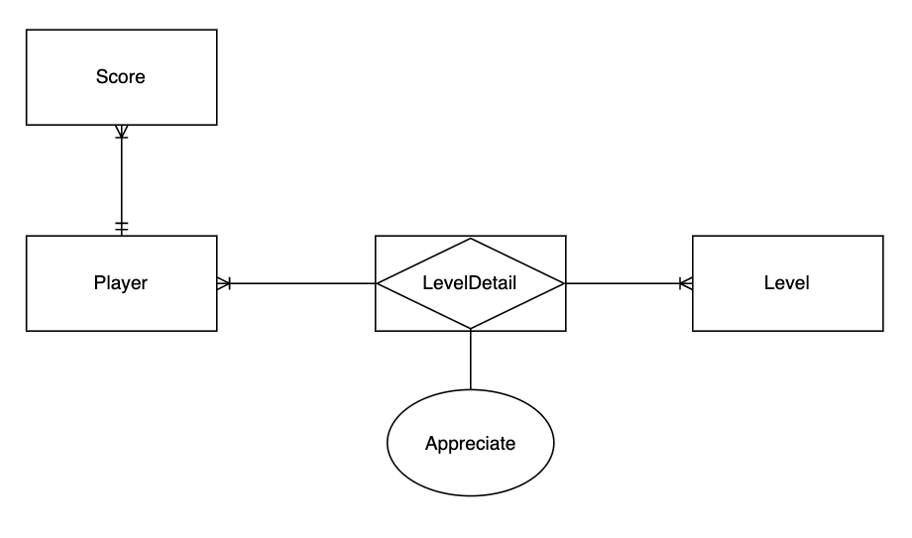 Score
Player
LevelDetail
Level
Appreciate